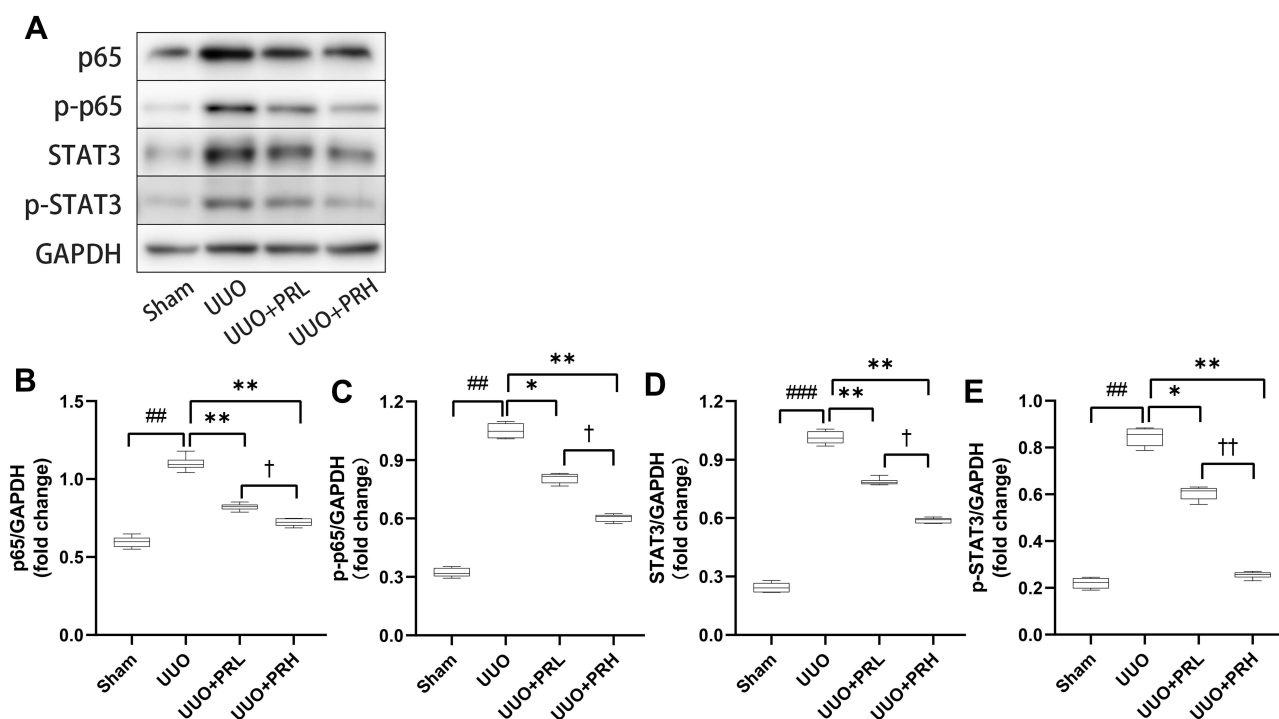 A
p65
p-p65
STAT3
p-STAT3
GAPDH
Sham UUO UUO+PRL UUO+PRH
B
p65/GAPDH
(fold change)
1.5
1.0
0.5
0.0
##
**
**
†
Sham UUO UUO+PRL UUO+PRH
C
p-p65/GAPDH
(fold change)
1.2
0.9
0.6
0.3
0.0
##
*
**
†
Sham UUO UUO+PRL UUO+PRH
D
STAT3/GAPDH
(fold change)
1.2
0.9
0.6
0.3
0.0
###
**
**
†
Sham UUO UUO+PRL UUO+PRH
E
p-STAT3/GAPDH
(fold change)
1.0
0.8
0.6
0.4
0.2
0.0
##
*
**
††
Sham UUO UUO+PRL UUO+PRH